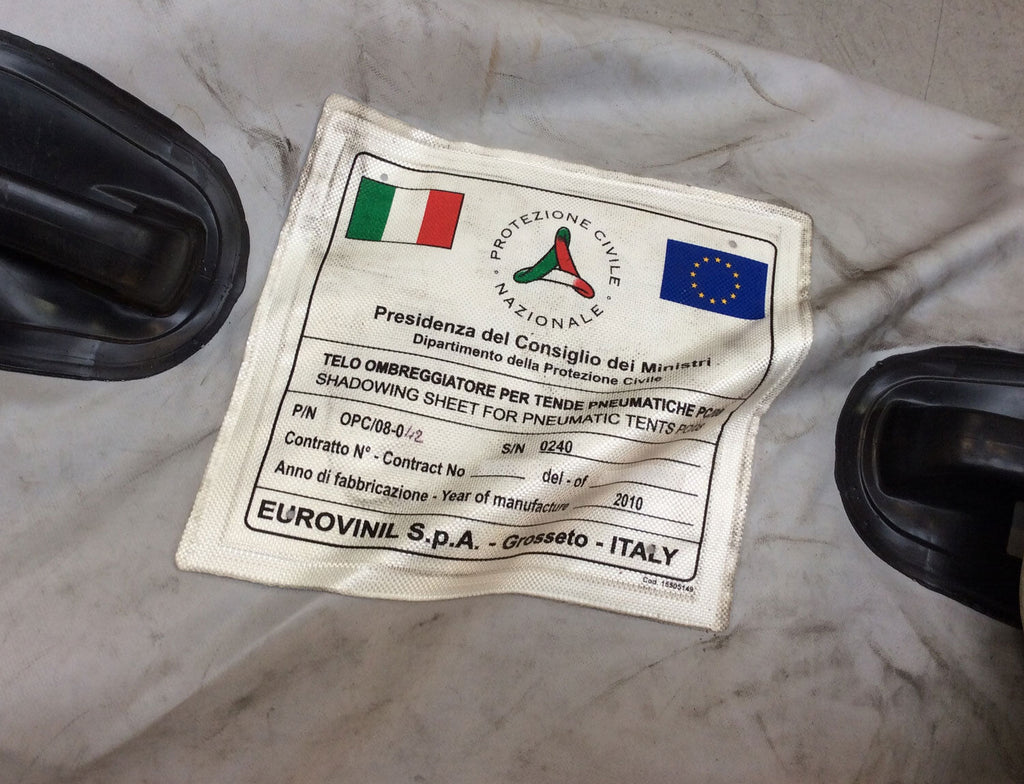 PROTEZIONE CIVILE
NAZIONALE
Presidenza del Consiglio dei Ministri
Dipartimento della Protezione Civile
TELO OMBREGGIATORE PER TENDE PNEUMATICHE
SHADOWING SHEET FOR PNEUMATIC TENTS
P/N OPC/08-042 S/N 0240
Contratto N° - Contract No del - of
Anno di fabbricazione - Year of manufacture 2010
EUROVINIL S.p.A. - Grosseto - ITALY
Cod. 15505149